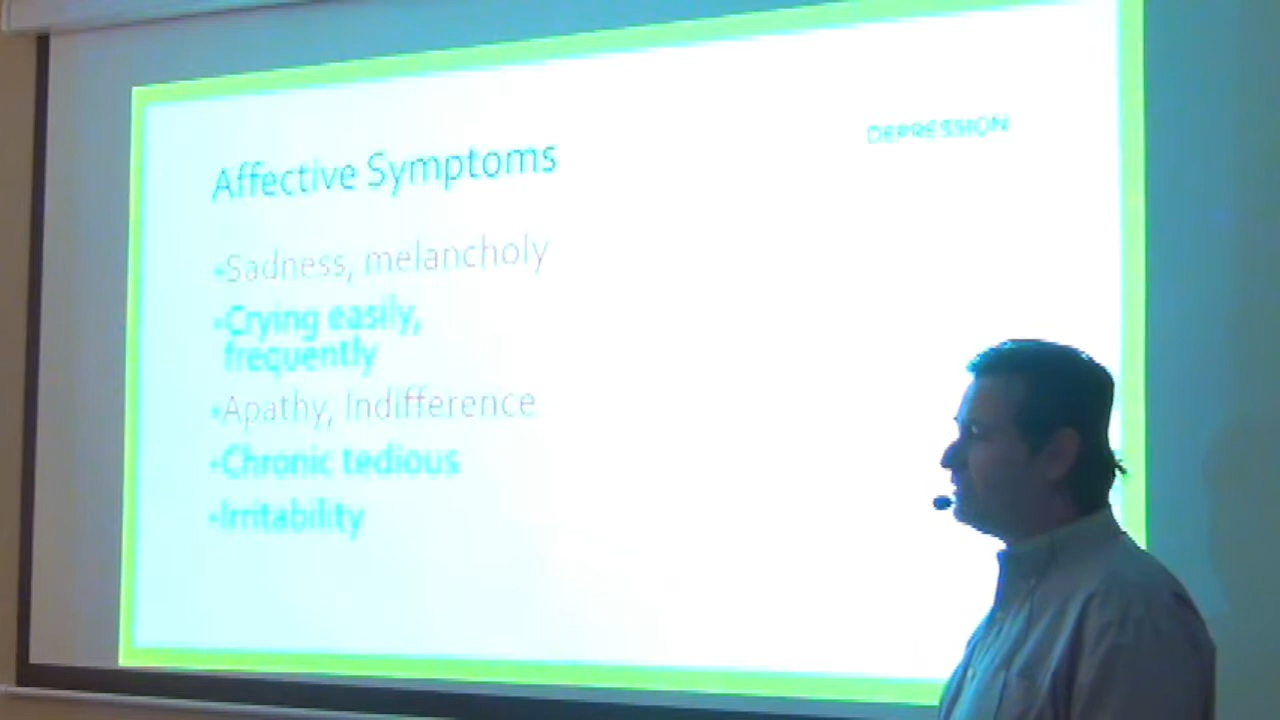 DEPRESSION
Affective Symptoms
•Sadness, melancholy
•Crying easily,
frequently
•Apathy, Indifference
•Chronic tedious
•Irritability